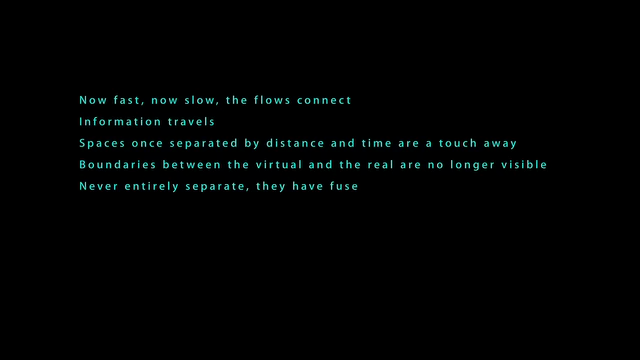 Now fast, now slow, the flows connect
Information travels
Spaces once separated by distance and time are a touch away
Boundaries between the virtual and the real are no longer visible
Never entirely separate, they have fuse